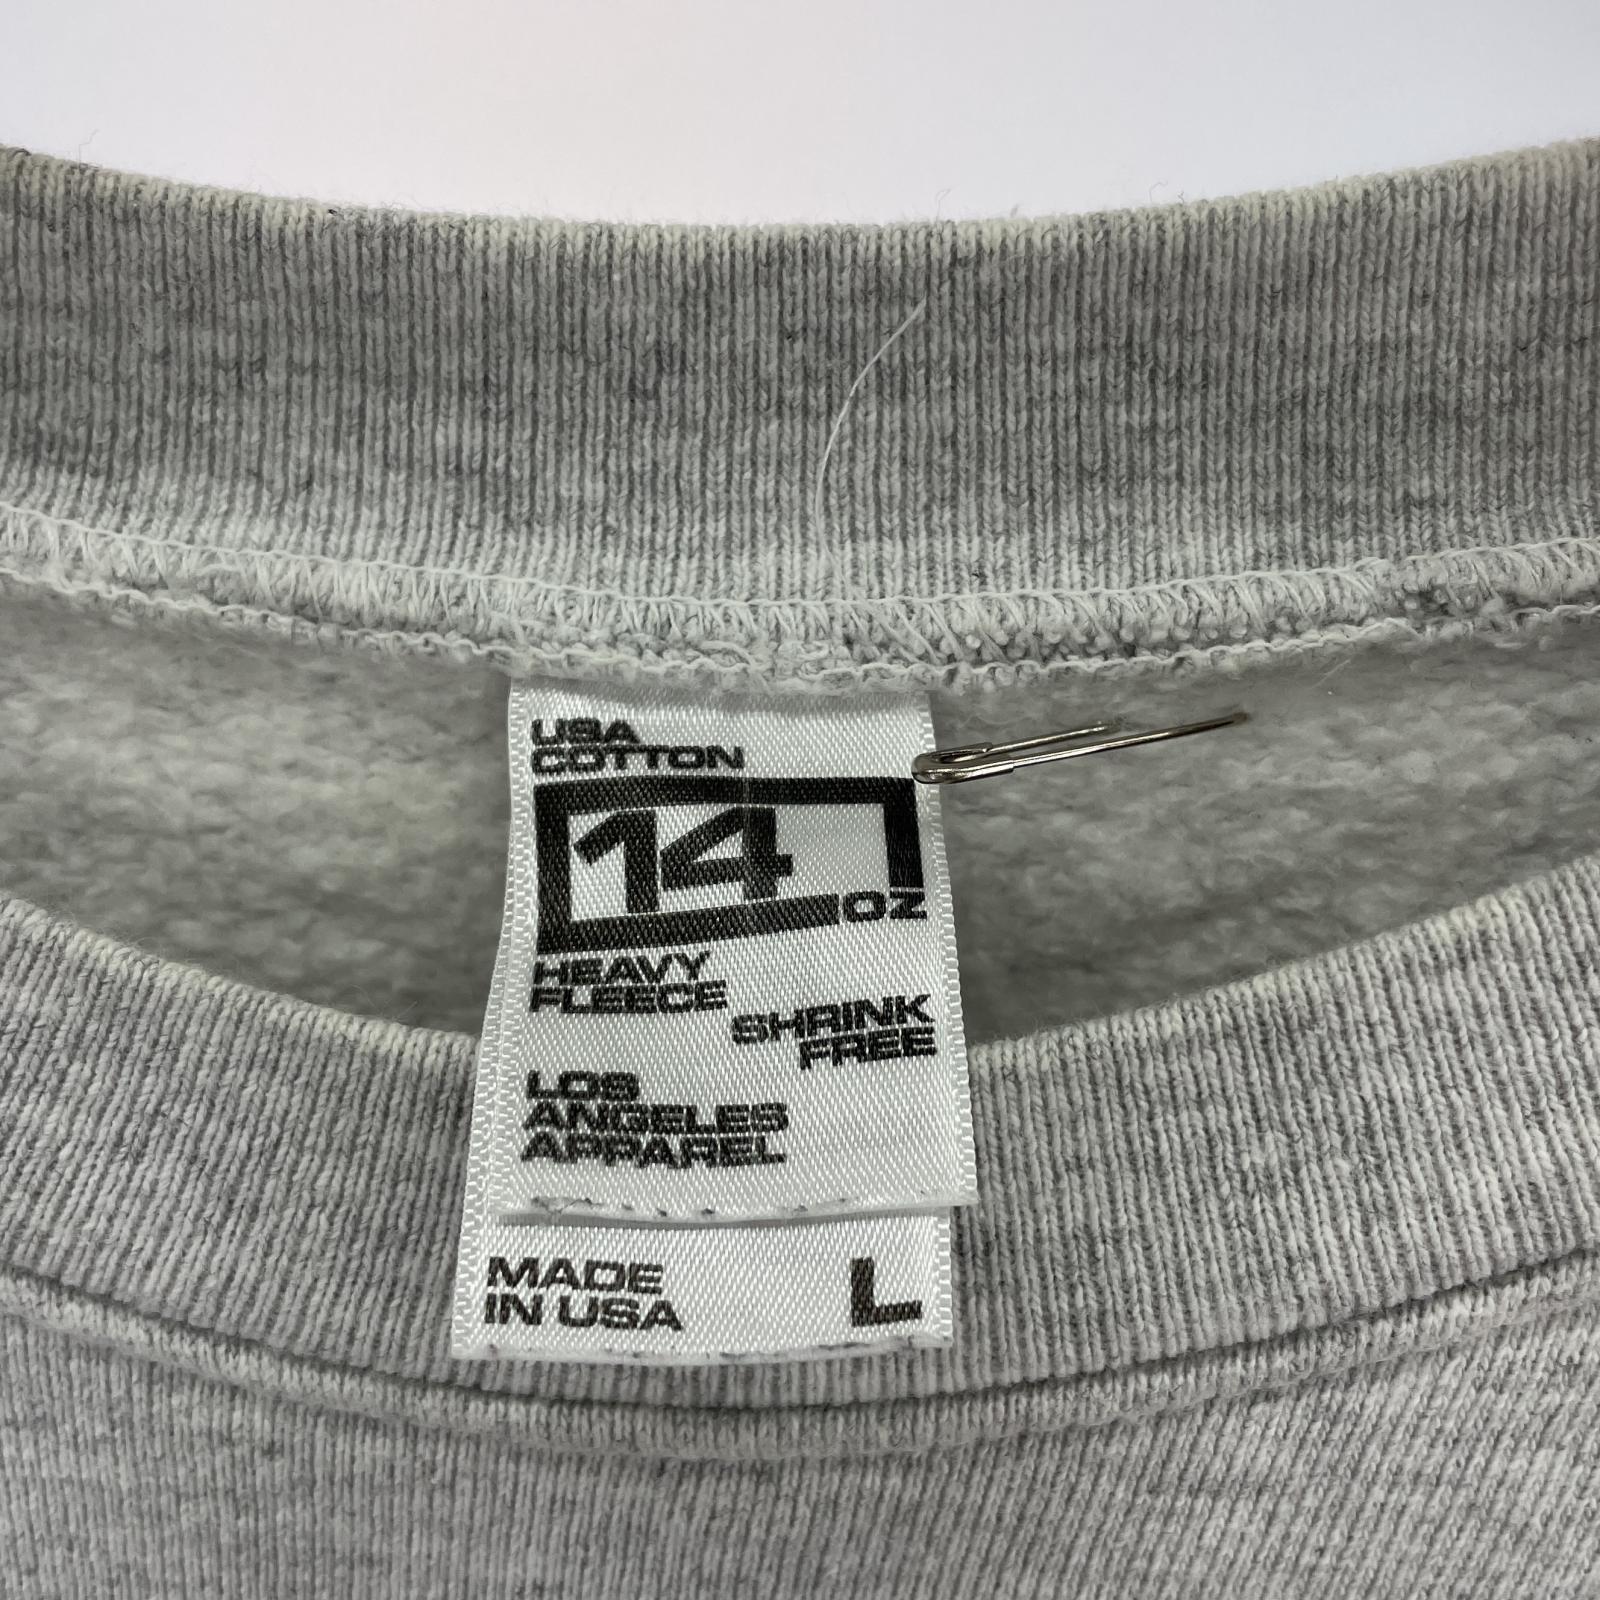 USA
COTTON
14
OZ
HEAVY
FLEECE
SHRINK
FREE
LOS
ANGELES
APPAREL
MADE
IN USA
L